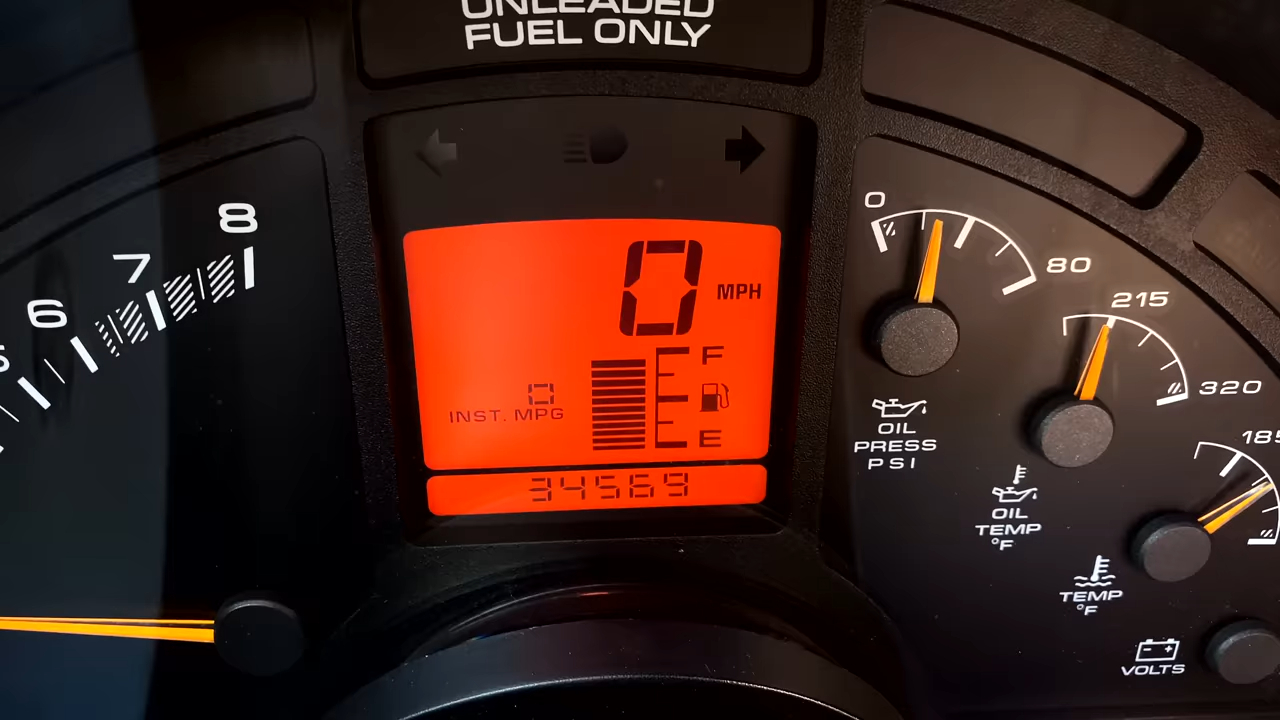 UNLEADED
FUEL ONLY
8
7
6
0
MPH
F
0
INST. MPG
E
34569
0
80
OIL
PRESS
PSI
215
320
OIL
TEMP
°F
185
TEMP
°F
VOLTS